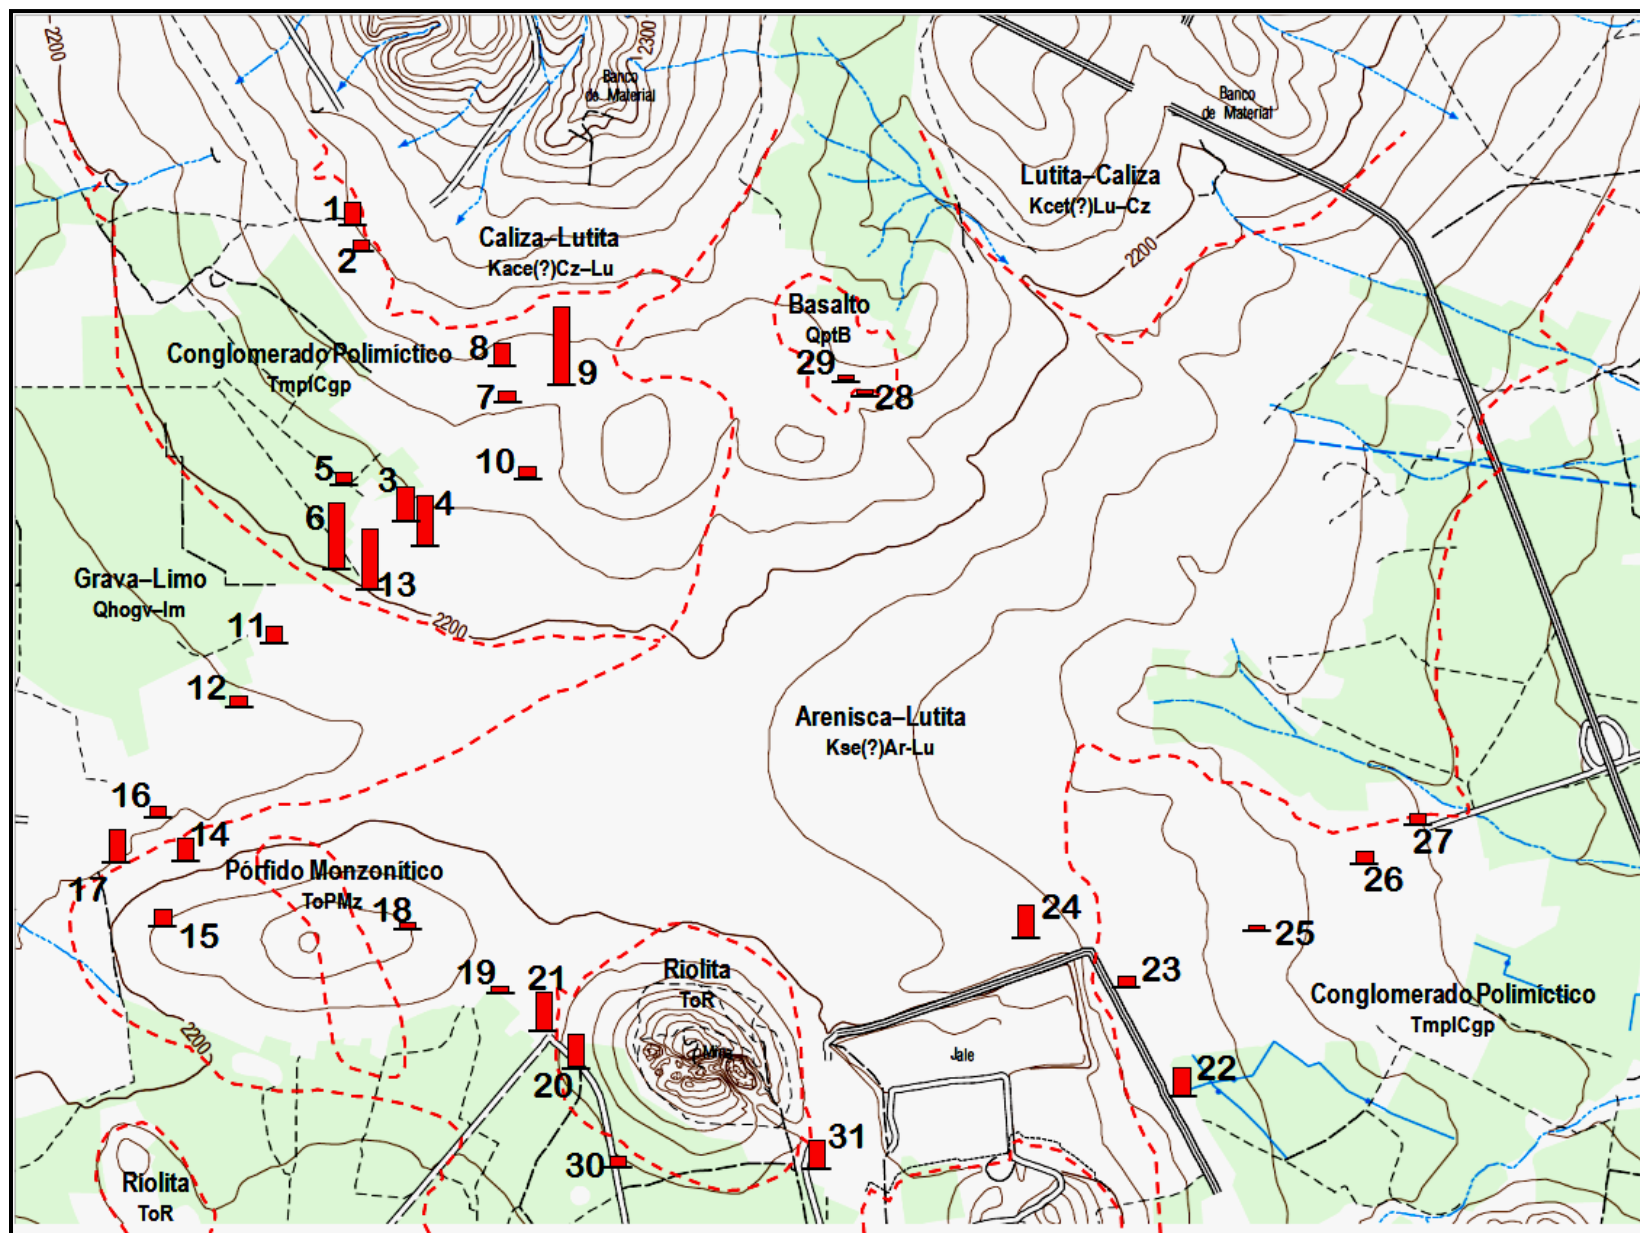 2200
2300
Banco
de Material
Banco
de Material
Lutita–Caliza
Kcet(?)Lu–Cz
1
2
Caliza–Lutita
Kace(?)Cz–Lu
2200
Basalto
QptB
29
28
Conglomerado Polimíctico
TmplCgp
8
9
7
5
3
10
4
6
13
Grava–Limo
Qhogv–lm
11
2200
12
Arenisca–Lutita
Kse(?)Ar-Lu
16
14
17
Pórfido Monzonítico
ToPMz
15
18
27
26
24
25
19
21
Riolita
ToR
Mina
23
Conglomerado Polimíctico
TmplCgp
2200
Jale
20
22
31
30
Riolita
ToR